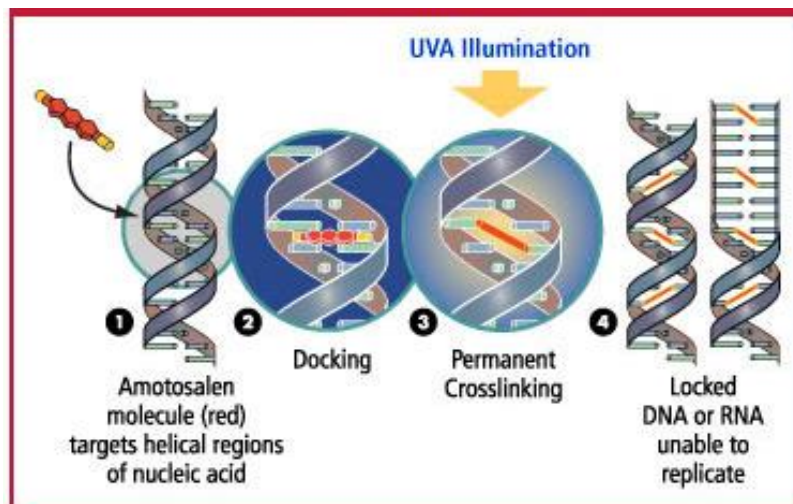 UVA Illumination
1
2
3
4
Amotosalen
molecule (red)
targets helical regions
of nucleic acid
Docking
Permanent
Crosslinking
Locked
DNA or RNA
unable to
replicate